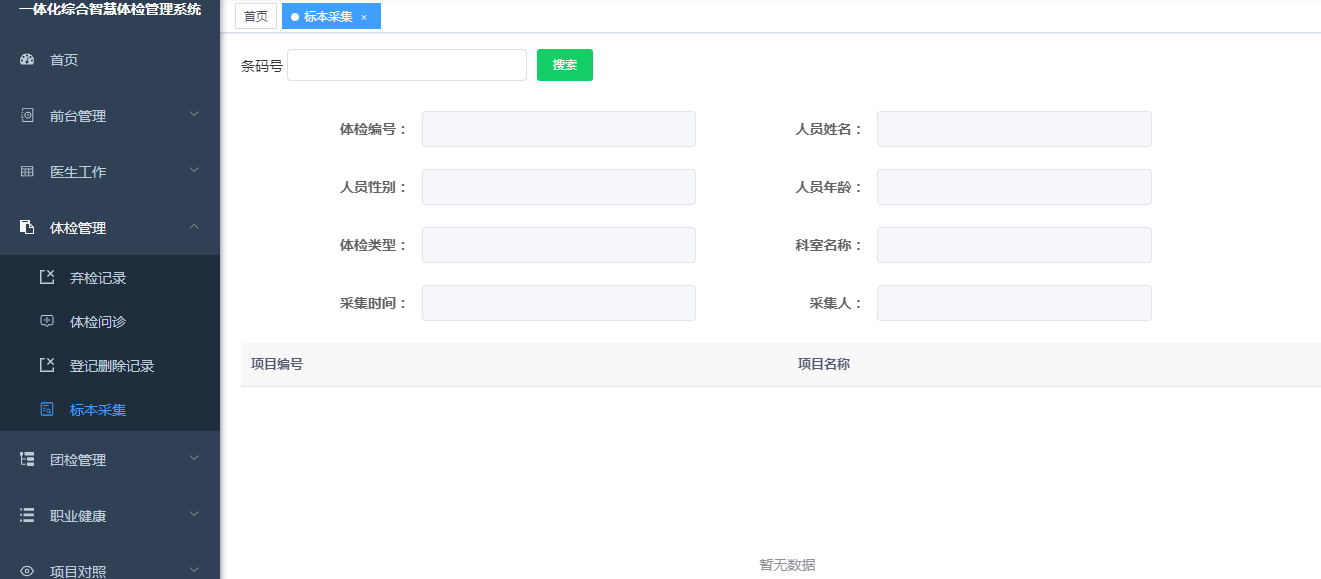 一体化综合智慧体检管理系统
首页
前台管理
医生工作
体检管理
弃检记录
体检问诊
登记删除记录
标本采集
团检管理
职业健康
项目对照
首页 标本采集 ×
条码号 搜索
体检编号： 人员姓名：
人员性别： 人员年龄：
体检类型： 科室名称：
采集时间： 采集人：
项目编号 项目名称
暂无数据